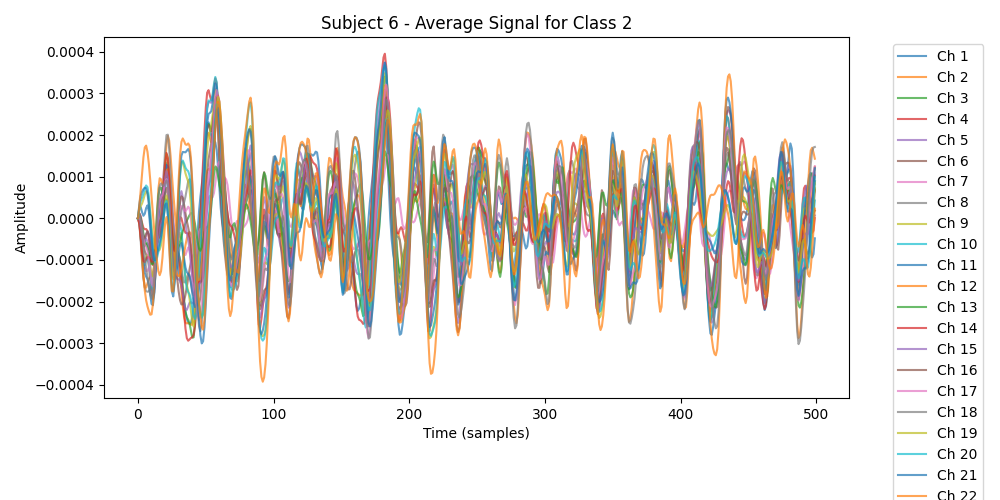 Subject 6 - Average Signal for Class 2
Amplitude
0.0004
0.0003
0.0002
0.0001
0.0000
−0.0001
−0.0002
−0.0003
−0.0004
0
100
200
300
400
500
Time (samples)
Ch 1
Ch 2
Ch 3
Ch 4
Ch 5
Ch 6
Ch 7
Ch 8
Ch 9
Ch 10
Ch 11
Ch 12
Ch 13
Ch 14
Ch 15
Ch 16
Ch 17
Ch 18
Ch 19
Ch 20
Ch 21
Ch 22